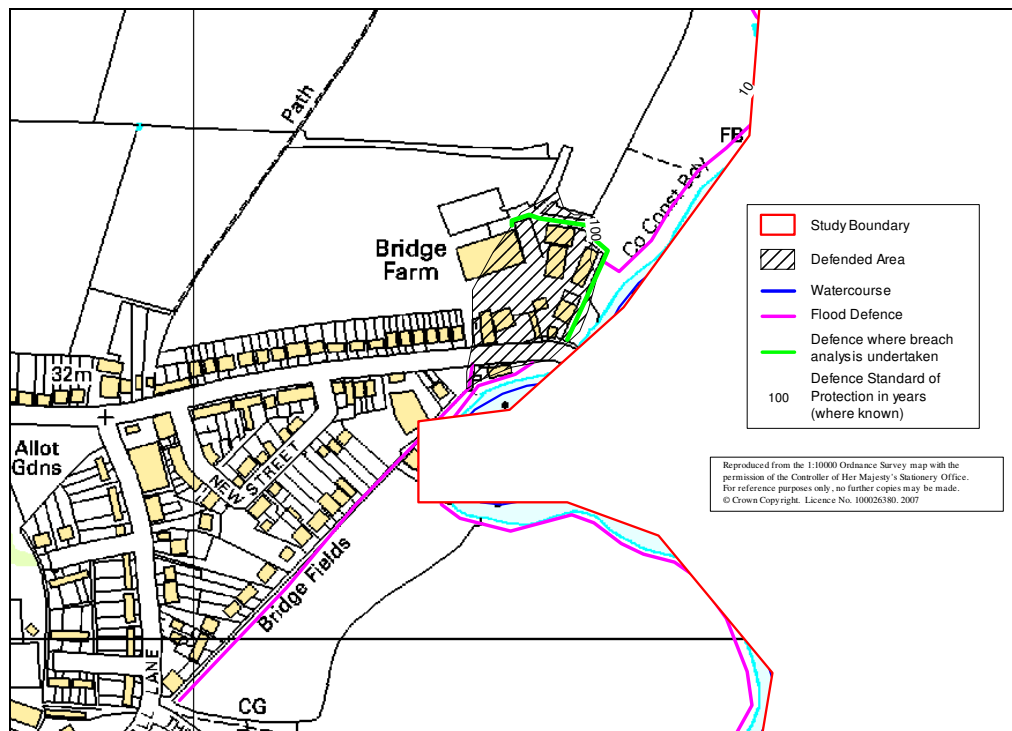 10
Path
FB
Co Const Bdy
100
Bridge
Farm
32m
Allot
Gdns
NEW STREET
Bridge Fields
LANE
CG
Study Boundary
Defended Area
Watercourse
Flood Defence
Defence where breach
analysis undertaken
Defence Standard of
100 Protection in years
(where known)
Reproduced from the 1:10000 Ordnance Survey map with the
permission of the Controller of Her Majesty's Stationery Office.
For reference purposes only, no further copies may be made.
© Crown Copyright. Licence No. 100026380. 2007